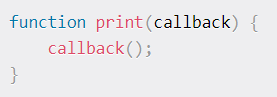 function print(callback) {
    callback();
}